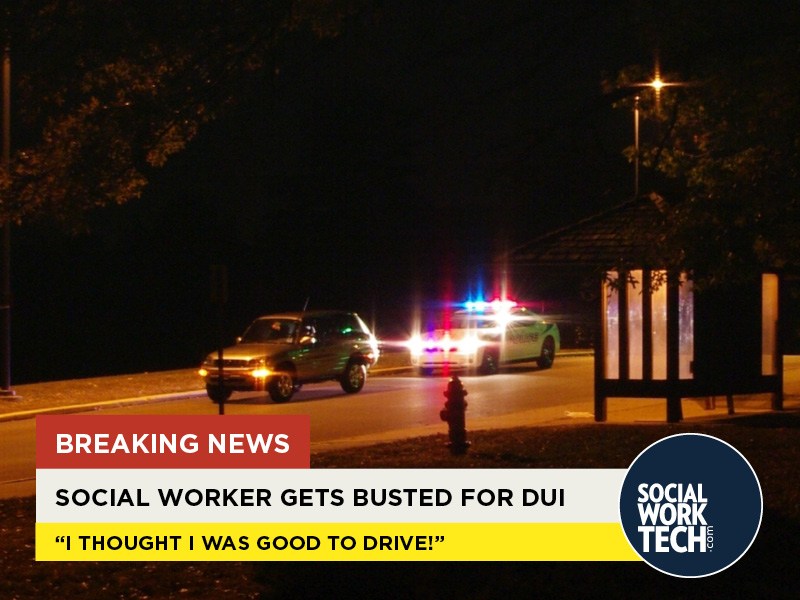 BREAKING NEWS
SOCIAL WORKER GETS BUSTED FOR DUI
“I THOUGHT I WAS GOOD TO DRIVE!”
SOCIAL
WORK
TECH.com